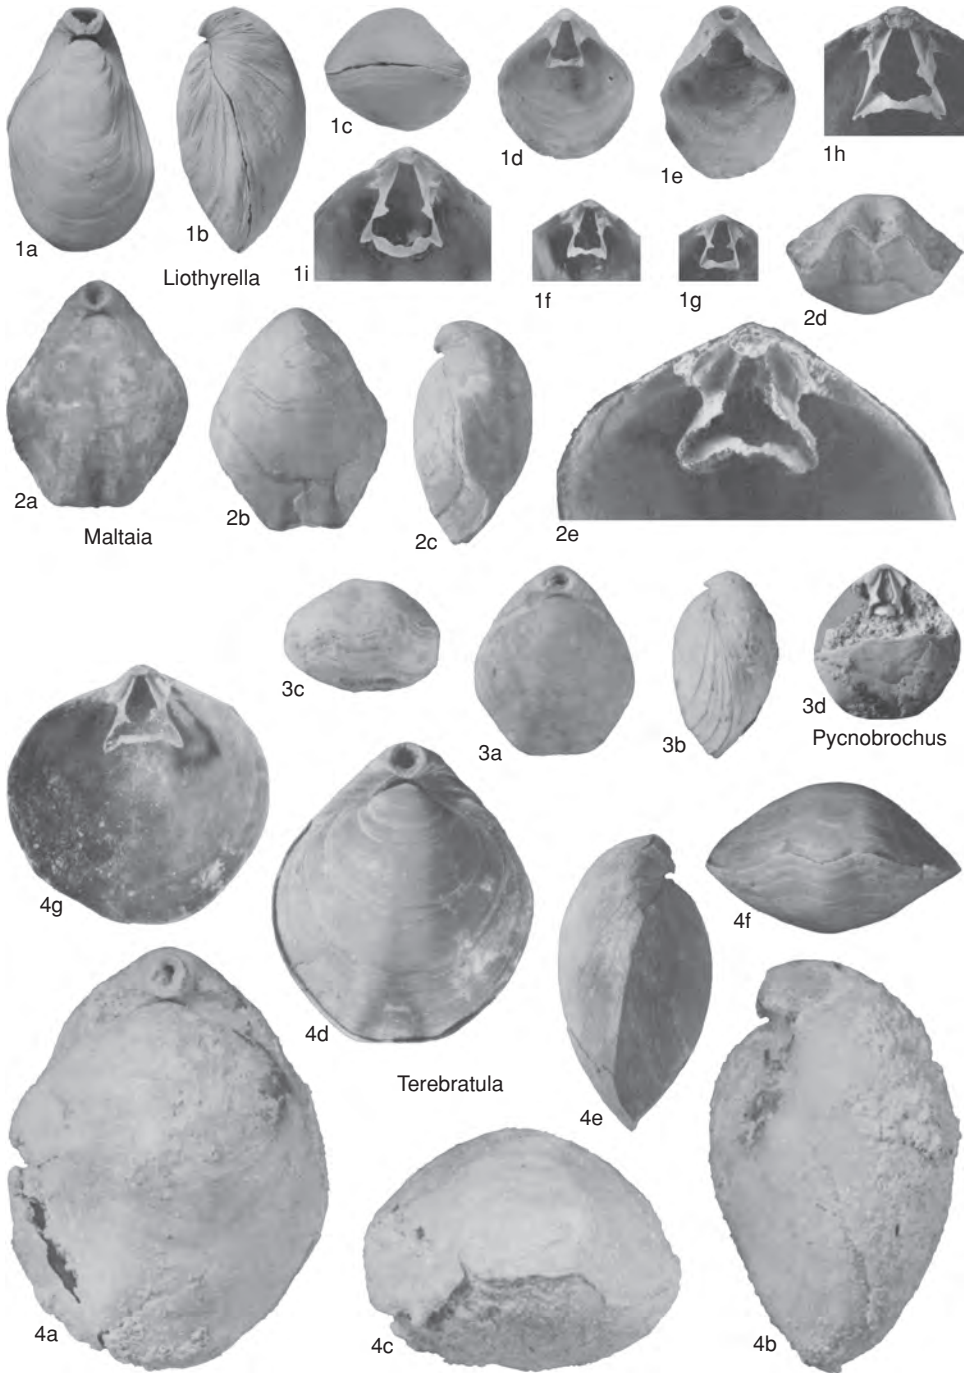 1a
1b
1c
1d
1e
1h
1i
1f
1g
Liothyrella
2d
2a
2b
2c
2e
Maltaia
3c
3a
3b
3d
Pycnobrochus
4g
4d
4f
Terebratula
4e
4a
4c
4b